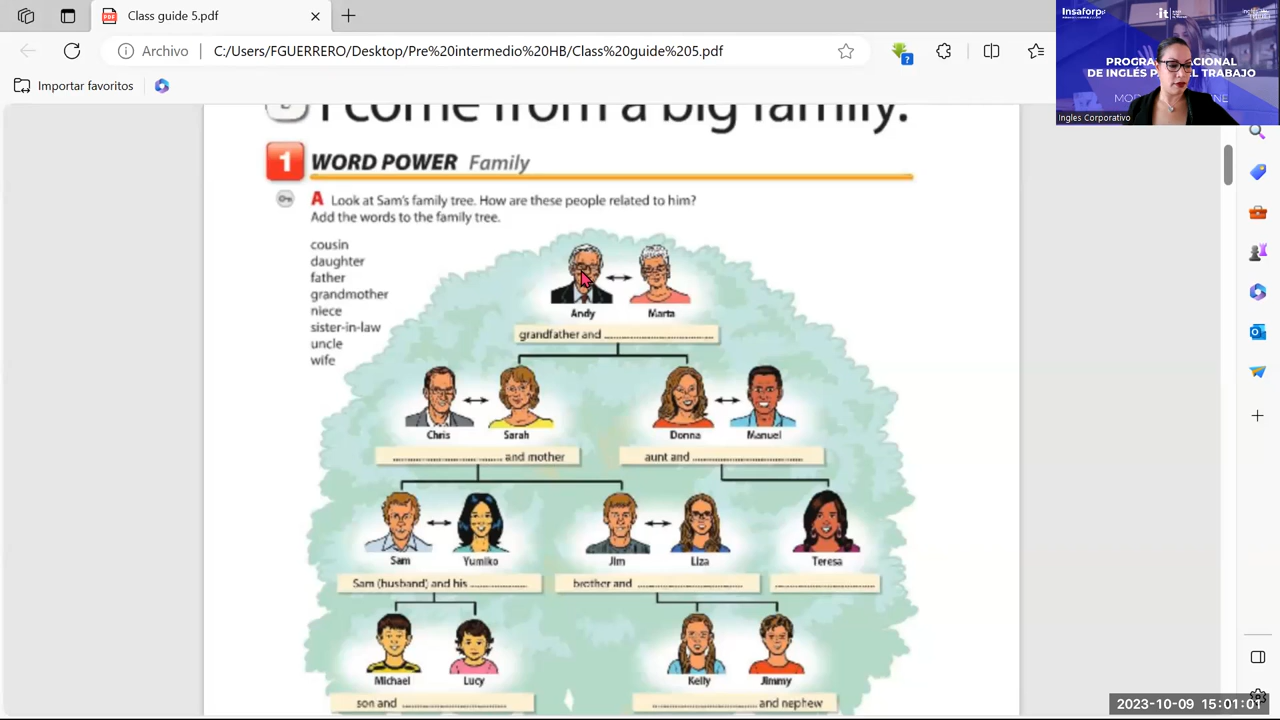 Class guide 5.pdf
Archivo
C:/Users/FGUERRERO/Desktop/Pre%20intermedio%20HB/Class%20guide%205.pdf
Importar favoritos
I come from a big family.
1 WORD POWER Family
A Look at Sam's family tree. How are these people related to him?
Add the words to the family tree.
cousin
daughter
father
grandmother
niece
sister-in-law
uncle
wife
Andy Marta
grandfather and
Chris Sarah Donna Manuel
and mother aunt and
Sam Yumiko Jim Liza Teresa
Sam (husband) and his brother and
Michael Lucy Kelly Jimmy
son and and nephew
Insaforp
it
DE INGLÉS
TRABAJO
Ingles Corporativo
2023-10-09 15:01:01